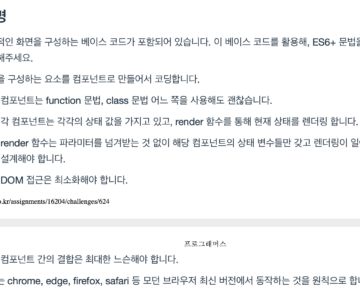 명
적인 화면을 구성하는 베이스 코드가 포함되어 있습니다. 이 베이스 코드를 활용해, ES6+ 문법을
해주세요.
을 구성하는 요소를 컴포넌트로 만들어서 코딩합니다.
컴포넌트는 function 문법, class 문법 어느 쪽을 사용해도 괜찮습니다.
각 컴포넌트는 각각의 상태 값을 가지고 있고, render 함수를 통해 현재 상태를 렌더링 합니다.
render 함수는 파라미터를 넘겨받는 것 없이 해당 컴포넌트의 상태 변수들만 갖고 렌더링이 일어
설계해야 합니다.
DOM 접근은 최소화해야 합니다.
o.kr/assignments/16204/challenges/624
프로그래머스
컴포넌트 간의 결합은 최대한 느슨해야 합니다.
는 chrome, edge, firefox, safari 등 모던 브라우저 최신 버전에서 동작하는 것을 원칙으로 합니